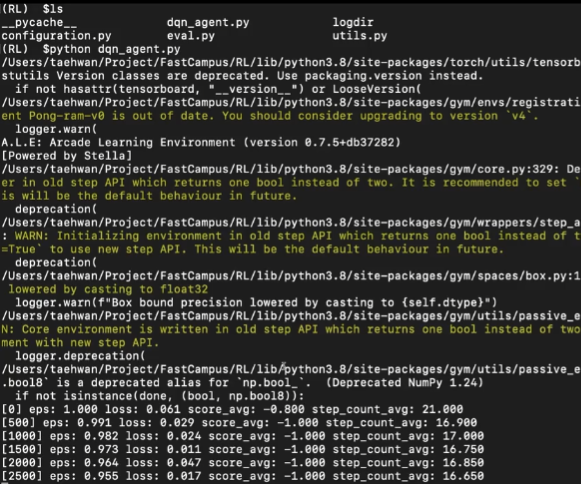 (RL)  $ls
__pycache__ dqn_agent.py logdir
configuration.py eval.py utils.py
(RL)  $python dqn_agent.py
/Users/taehwan/Project/FastCampus/RL/lib/python3.8/site-packages/torch/utils/tensorb
stutils Version classes are deprecated. Use packaging.version instead.
if not hasattr(tensorboard, "__version__") or LooseVersion(
/Users/taehwan/Project/FastCampus/RL/lib/python3.8/site-packages/gym/envs/registrati
ent Pong-ram-v0 is out of date. You should consider upgrading to version `v4`.
logger.warn(
A.L.E: Arcade Learning Environment (version 0.7.5+db37282)
[Powered by Stella]
/Users/taehwan/Project/FastCampus/RL/lib/python3.8/site-packages/gym/core.py:329: De
er in old step API which returns one bool instead of two. It is recommended to set `
is will be the default behaviour in future.
deprecation(
/Users/taehwan/Project/FastCampus/RL/lib/python3.8/site-packages/gym/wrappers/step_a
: WARN: Initializing environment in old step API which returns one bool instead of t
=True` to use new step API. This will be the default behaviour in future.
deprecation(
/Users/taehwan/Project/FastCampus/RL/lib/python3.8/site-packages/gym/spaces/box.py:1
lowered by casting to float32
logger.warn(f"Box bound precision lowered by casting to {self.dtype}")
/Users/taehwan/Project/FastCampus/RL/lib/python3.8/site-packages/gym/utils/passive_e
N: Core environment is written in old step API which returns one bool instead of two
ment with new step API.
logger.deprecation(
/Users/taehwan/Project/FastCampus/RL/lib/python3.8/site-packages/gym/utils/passive_e
.bool8` is a deprecated alias for `np.bool_`.  (Deprecated NumPy 1.24)
if not isinstance(done, (bool, np.bool8)):
[0] eps: 1.000 loss: 0.061 score_avg: -0.800 step_count_avg: 21.000
[500] eps: 0.991 loss: 0.029 score_avg: -1.000 step_count_avg: 16.900
[1000] eps: 0.982 loss: 0.024 score_avg: -1.000 step_count_avg: 17.000
[1500] eps: 0.973 loss: 0.011 score_avg: -1.000 step_count_avg: 16.750
[2000] eps: 0.964 loss: 0.047 score_avg: -1.000 step_count_avg: 16.850
[2500] eps: 0.955 loss: 0.017 score_avg: -1.000 step_count_avg: 16.650